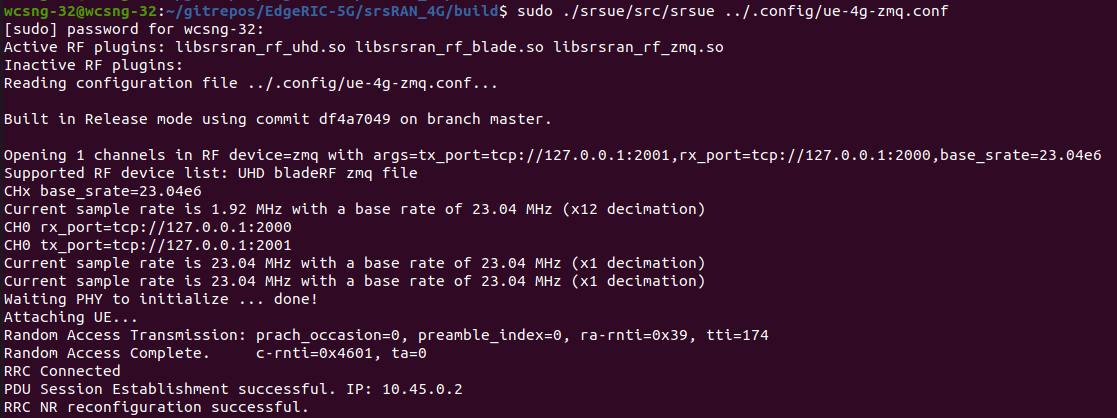 wcsng-32@wcsng-32:~/gitrepos/EdgeRIC-5G/srsRAN_4G/build$ sudo ./srsue/src/srsue ../.config/ue-4g-zmq.conf
[sudo] password for wcsng-32:
Active RF plugins: libsrsran_rf_uhd.so libsrsran_rf_blade.so libsrsran_rf_zmq.so
Inactive RF plugins:
Reading configuration file ../.config/ue-4g-zmq.conf...
Built in Release mode using commit df4a7049 on branch master.
Opening 1 channels in RF device=zmq with args=tx_port=tcp://127.0.0.1:2001,rx_port=tcp://127.0.0.1:2000,base_srate=23.04e6
Supported RF device list: UHD bladeRF zmq file
CHx base_srate=23.04e6
Current sample rate is 1.92 MHz with a base rate of 23.04 MHz (x12 decimation)
CH0 rx_port=tcp://127.0.0.1:2000
CH0 tx_port=tcp://127.0.0.1:2001
Current sample rate is 23.04 MHz with a base rate of 23.04 MHz (x1 decimation)
Current sample rate is 23.04 MHz with a base rate of 23.04 MHz (x1 decimation)
Waiting PHY to initialize ... done!
Attaching UE...
Random Access Transmission: prach_occasion=0, preamble_index=0, ra-rnti=0x39, tti=174
Random Access Complete.     c-rnti=0x4601, ta=0
RRC Connected
PDU Session Establishment successful. IP: 10.45.0.2
RRC NR reconfiguration successful.